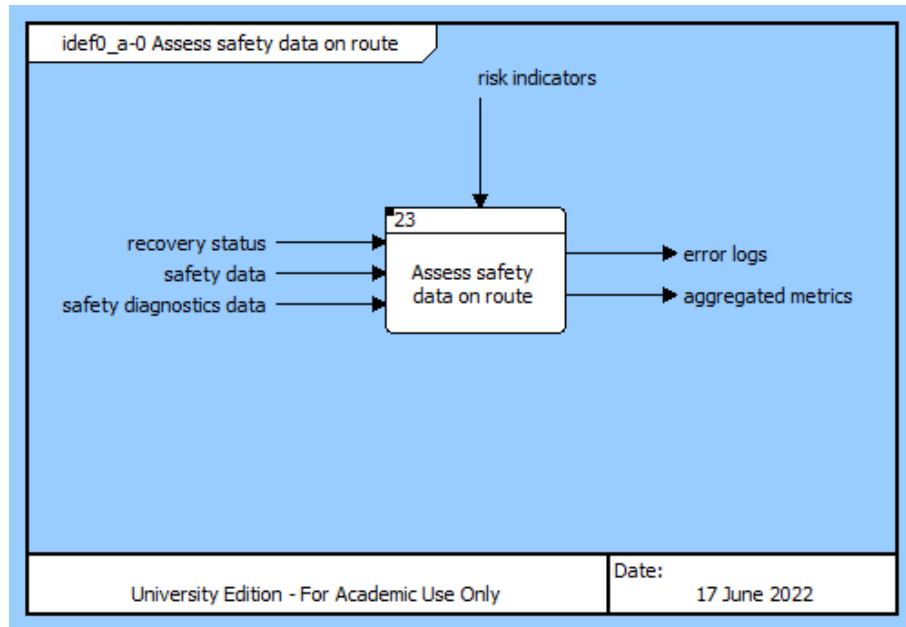 idef0_a-0 Assess safety data on route
risk indicators
23
recovery status
safety data
safety diagnostics data
Assess safety
data on route
error logs
aggregated metrics
University Edition - For Academic Use Only
Date:
17 June 2022